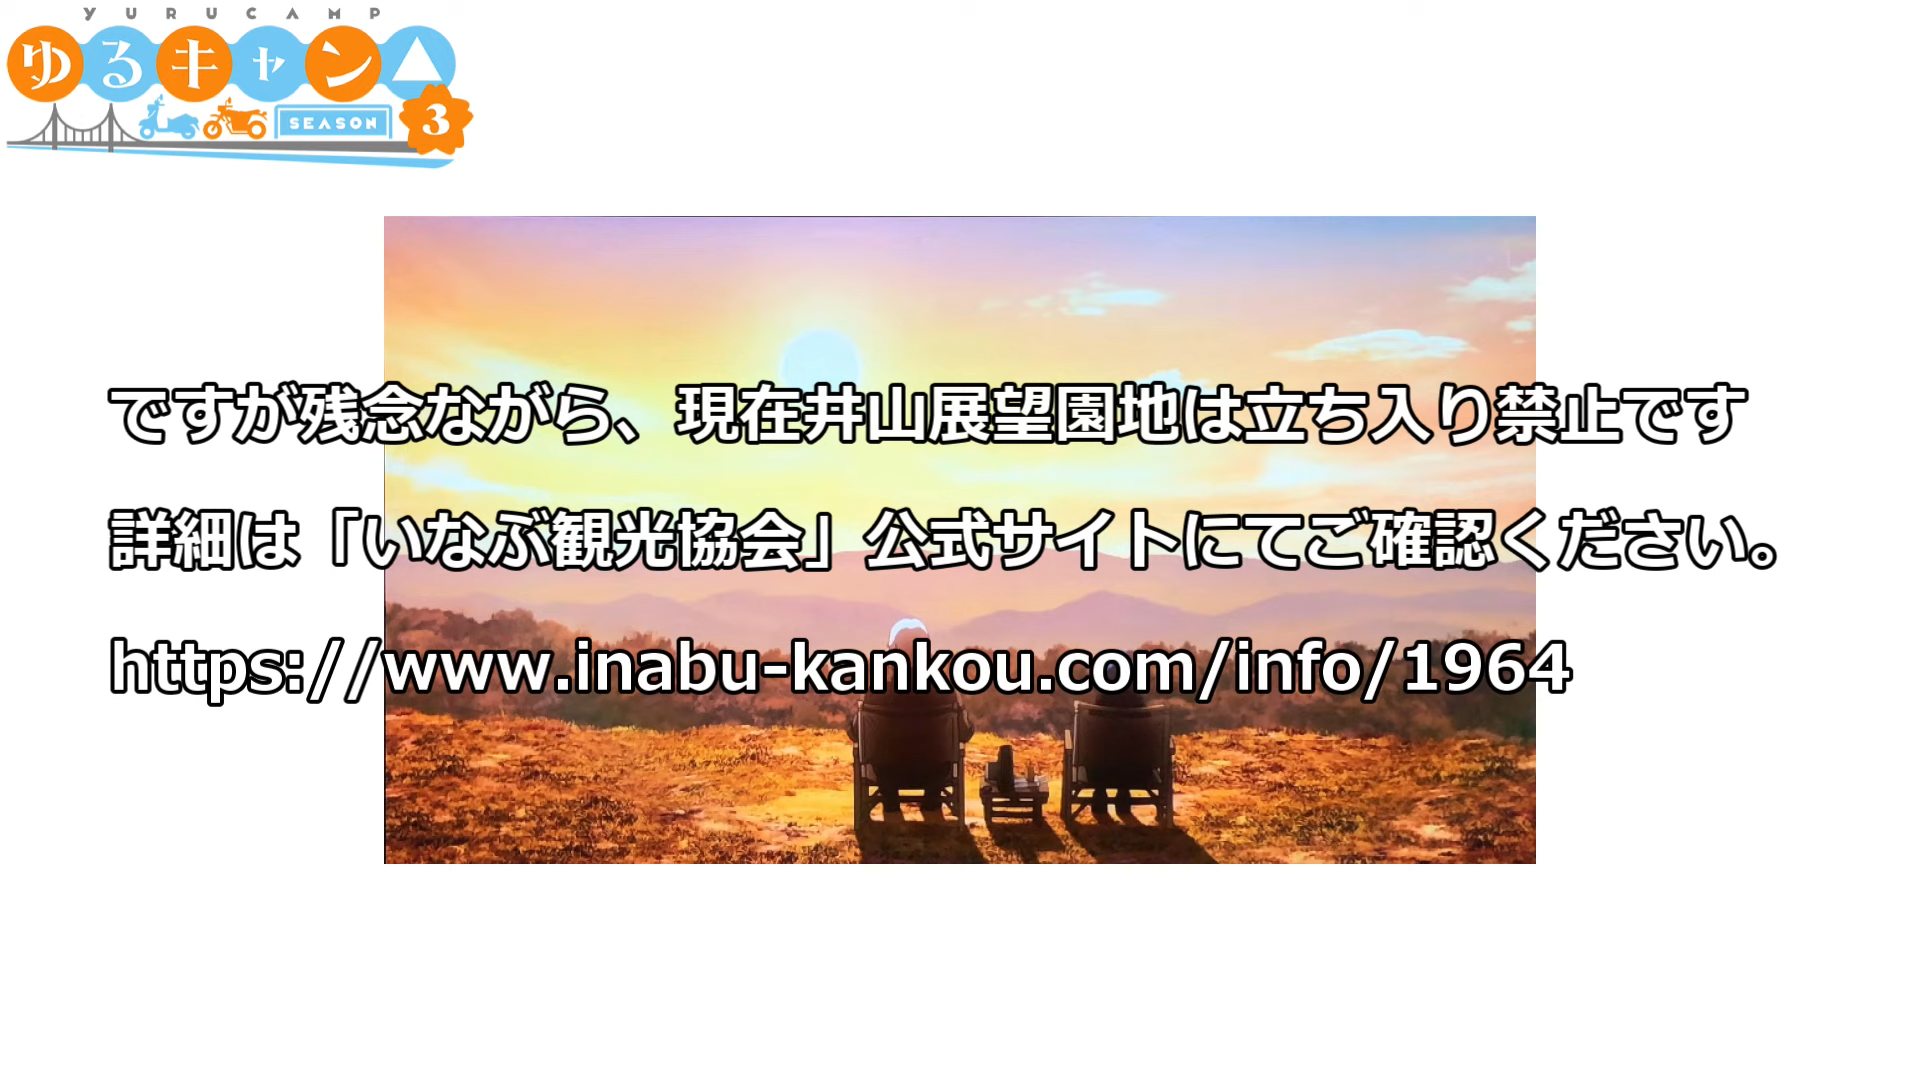 YURUCAMP
ゆるキャン△
SEASON 3
ですが残念ながら、現在井山展望園地は立ち入り禁止です
詳細は「いなぶ観光協会」公式サイトにてご確認ください。
https://www.inabu-kankou.com/info/1964